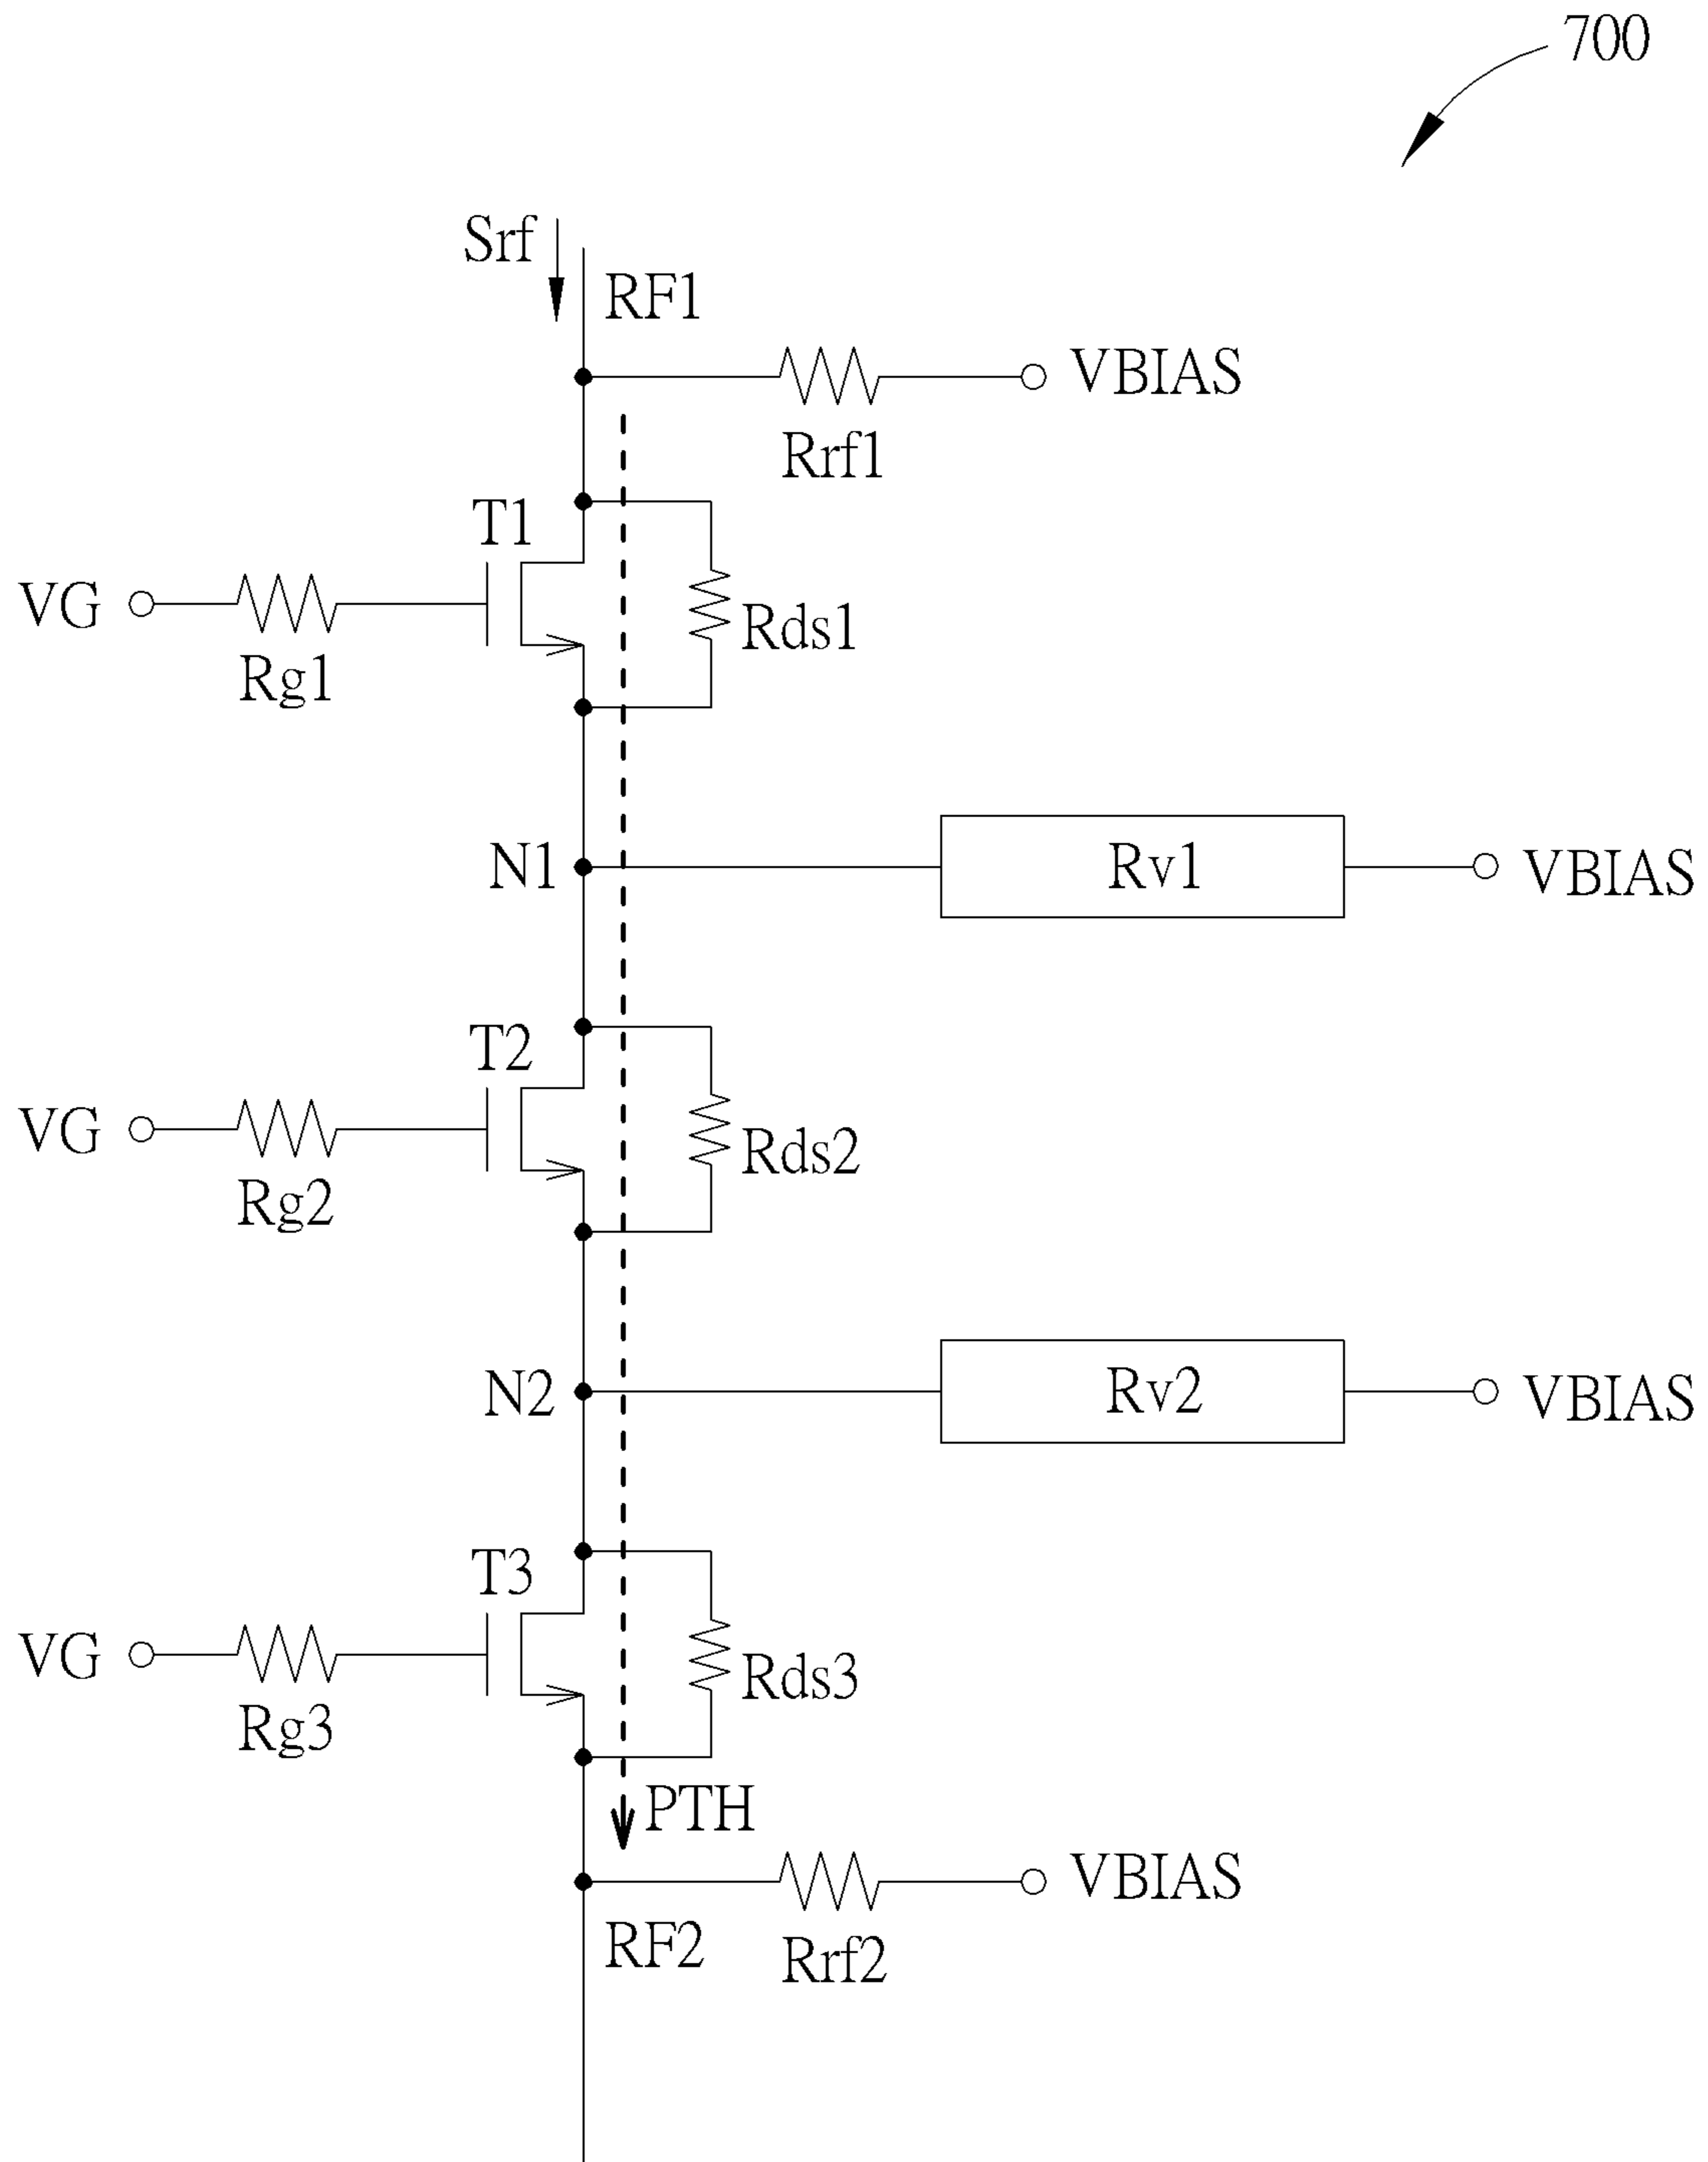 700
Srf
RF1
VBIAS
Rrf1
T1
VG
Rds1
Rg1
N1
Rv1
VBIAS
T2
VG
Rds2
Rg2
N2
Rv2
VBIAS
T3
VG
Rds3
Rg3
PTH
VBIAS
RF2
Rrf2